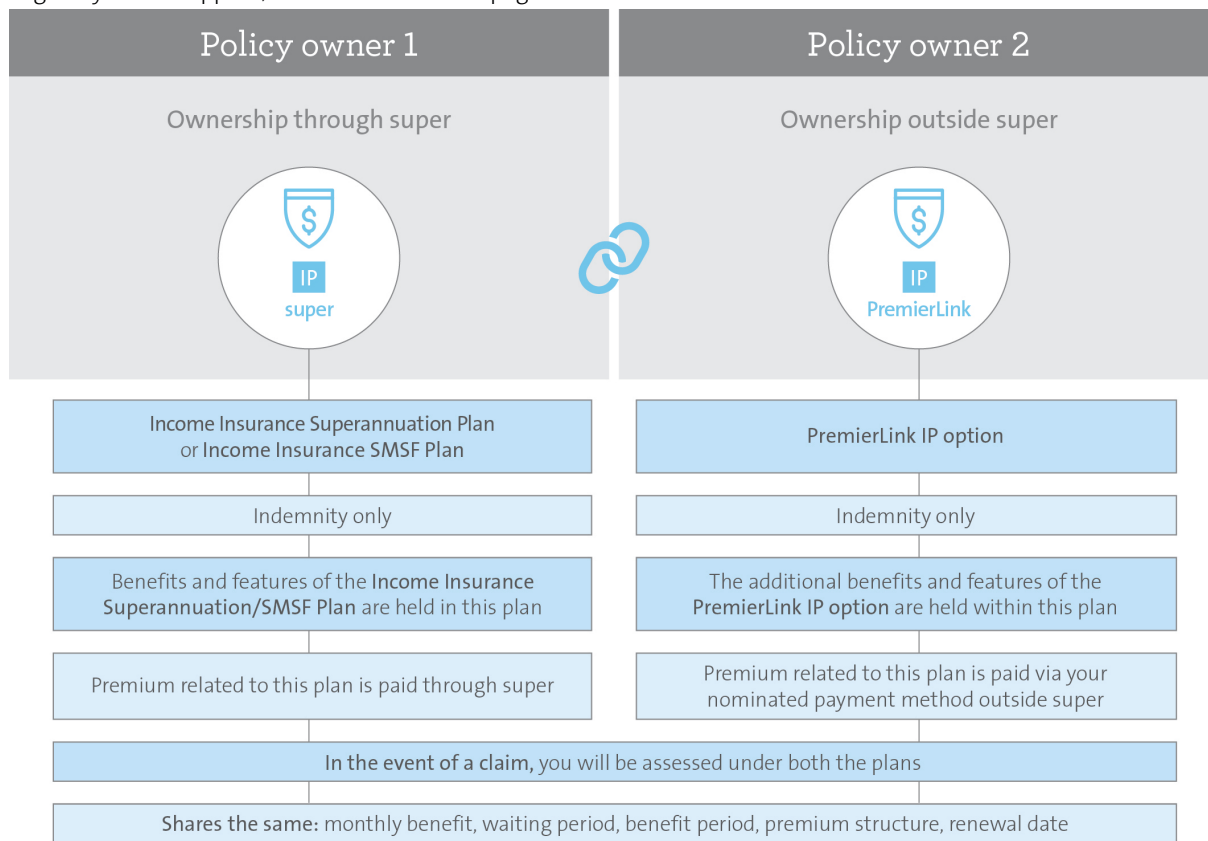 Policy owner 1
Policy owner 2
Ownership through super
Ownership outside super
$
IP
super
$
IP
PremierLink
Income Insurance Superannuation Plan
or Income Insurance SMSF Plan
PremierLink IP option
Indemnity only
Indemnity only
Benefits and features of the Income Insurance
Superannuation/SMSF Plan are held in this plan
The additional benefits and features of the
PremierLink IP option are held within this plan
Premium related to this plan is paid through super
Premium related to this plan is paid via your
nominated payment method outside super
In the event of a claim, you will be assessed under both the plans
Shares the same: monthly benefit, waiting period, benefit period, premium structure, renewal date